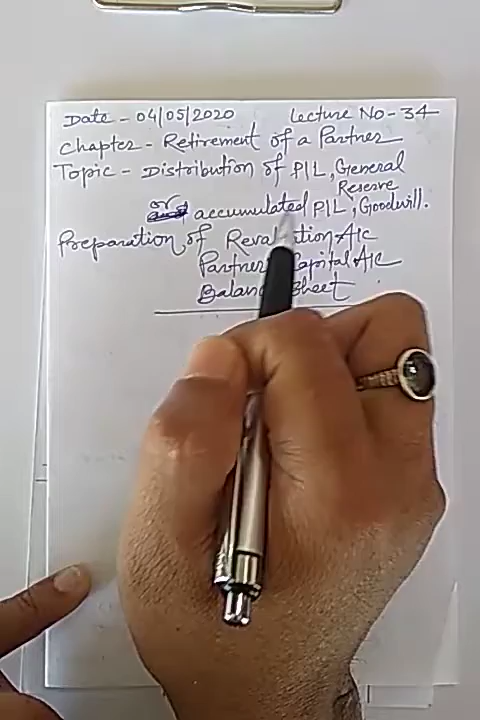 Date - 04/05/2020 Lecture No - 34
Chapter - Retirement of a Partner
Topic - Distribution of P/L, General Reserve
or accumulated P/L, Goodwill.
Preparation of Revaluation A/C
Partner Capital A/C
Balance Sheet